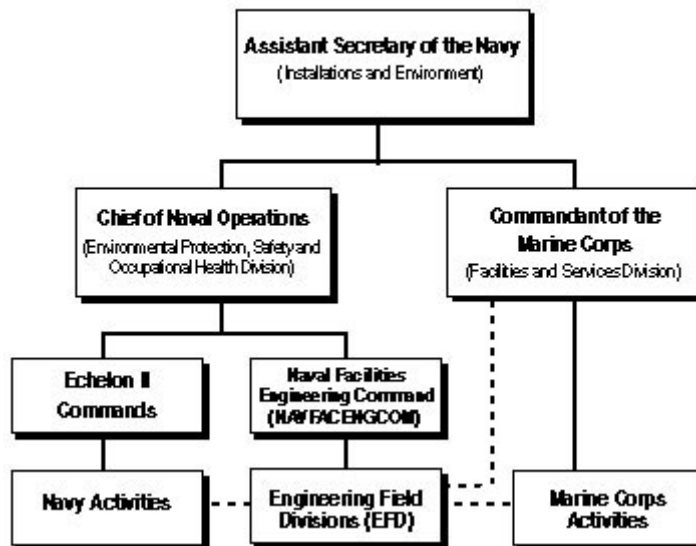 Assistant Secretary of the Navy
(Installations and Environment)
Chief of Naval Operations
(Environmental Protection, Safety and
Occupational Health Division)
Commandant of the
Marine Corps
(Facilities and Services Division)
Echelon II
Commands
Naval Facilities
Engineering Command
(NAVFACENGCOM)
Navy Activities
Engineering Field
Divisions (EFD)
Marine Corps
Activities